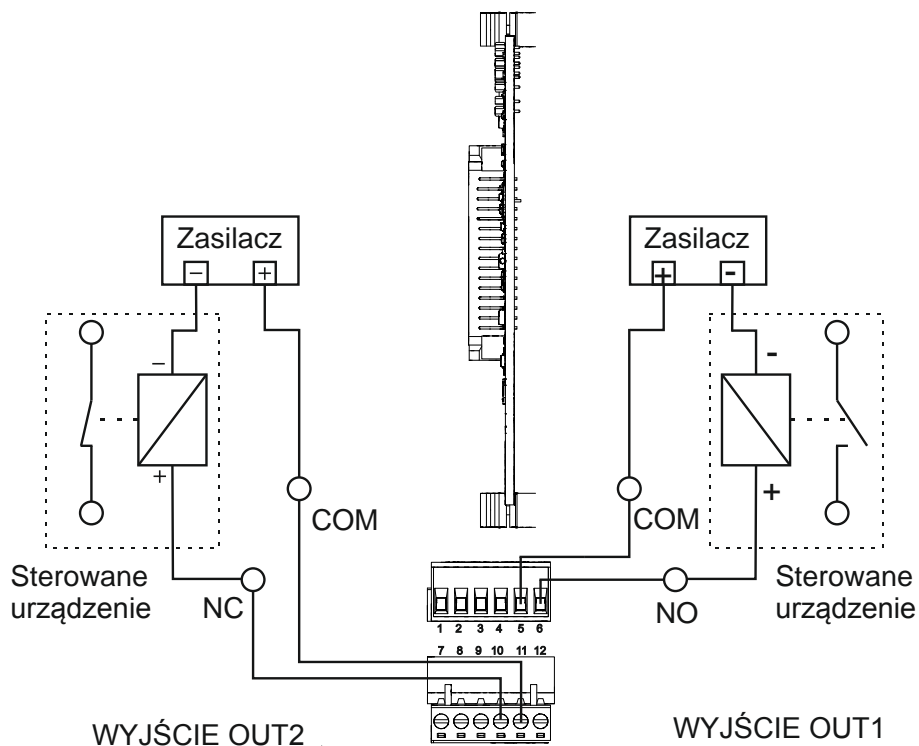 Zasilacz
Zasilacz
− +
+ -
−
-
+
+
COM
COM
Sterowane
urządzenie
NC
NO
Sterowane
urządzenie
1 2 3 4 5 6
7 8 9 10 11 12
WYJŚCIE OUT2
WYJŚCIE OUT1